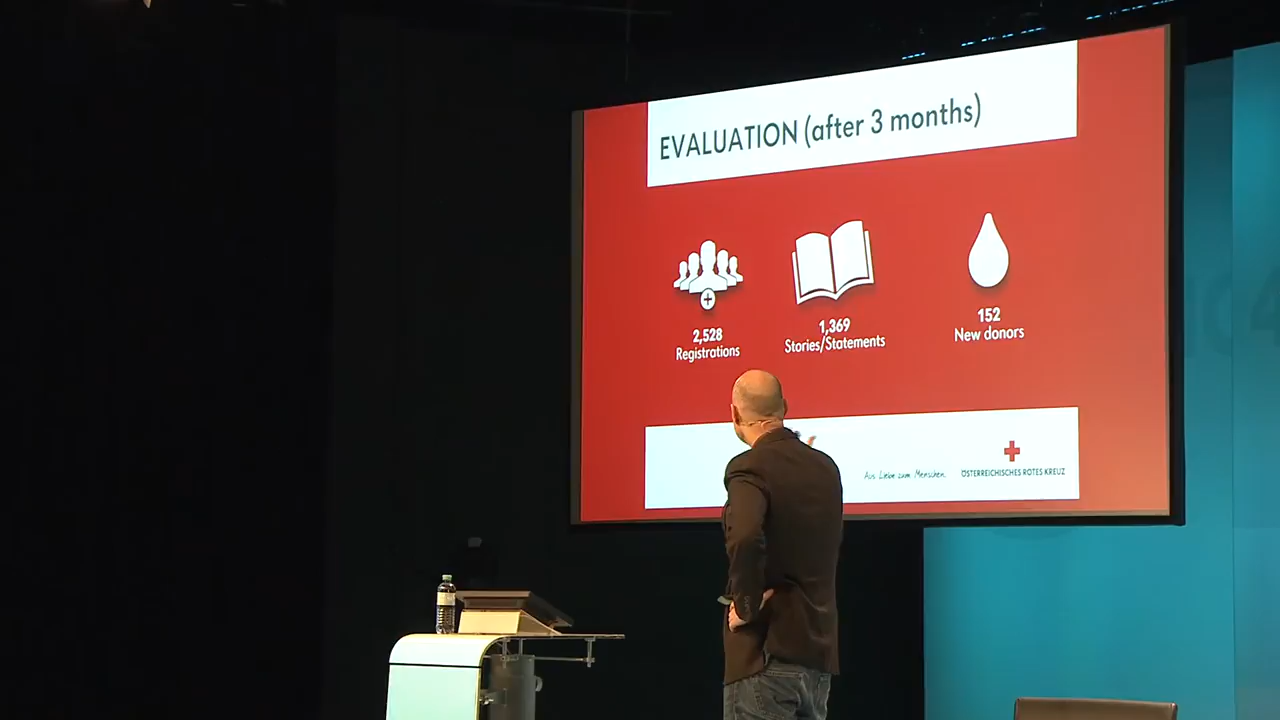 EVALUATION (after 3 months)
2,528
Registrations
1,369
Stories/Statements
152
New donors
Aus Liebe zum Menschen.
ÖSTERREICHISCHES ROTES KREUZ